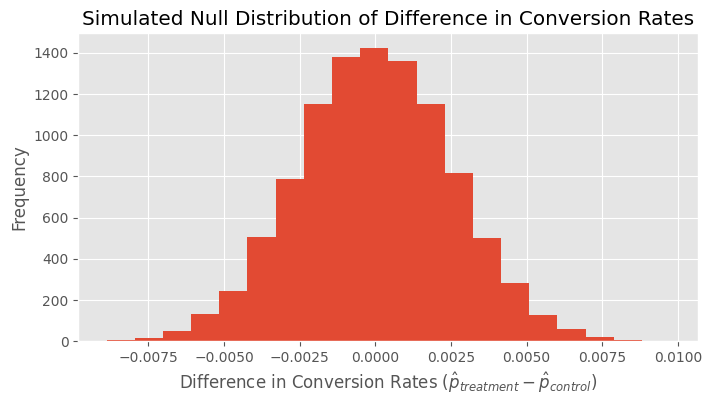 Simulated Null Distribution of Difference in Conversion Rates
1400
1200
1000
800
600
400
200
0
Frequency
−0.0075 −0.0050 −0.0025 0.0000 0.0025 0.0050 0.0075 0.0100
Difference in Conversion Rates (p̂treatment − p̂control)